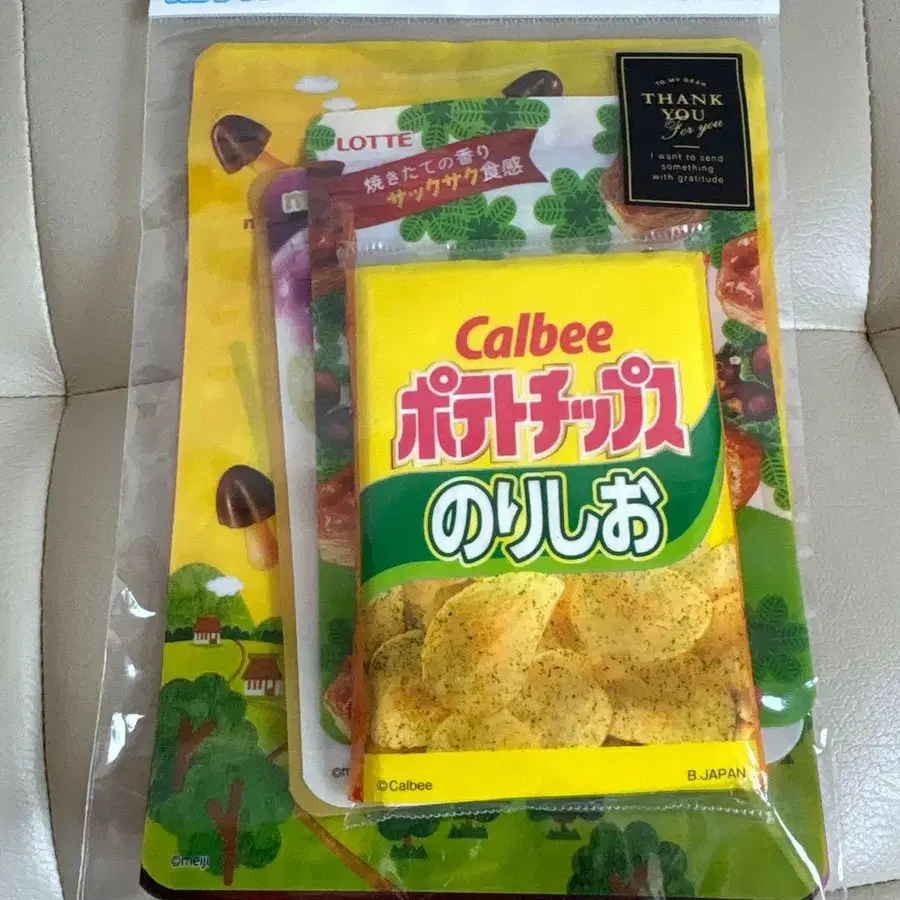 TO MY DEAR
THANK
YOU
For you
I want to send
something
with gratitude
LOTTE
焼きたての香り
サックサク食感
Calbee
ポテトチップス
のりしお
©Calbee
B.JAPAN
©meiji